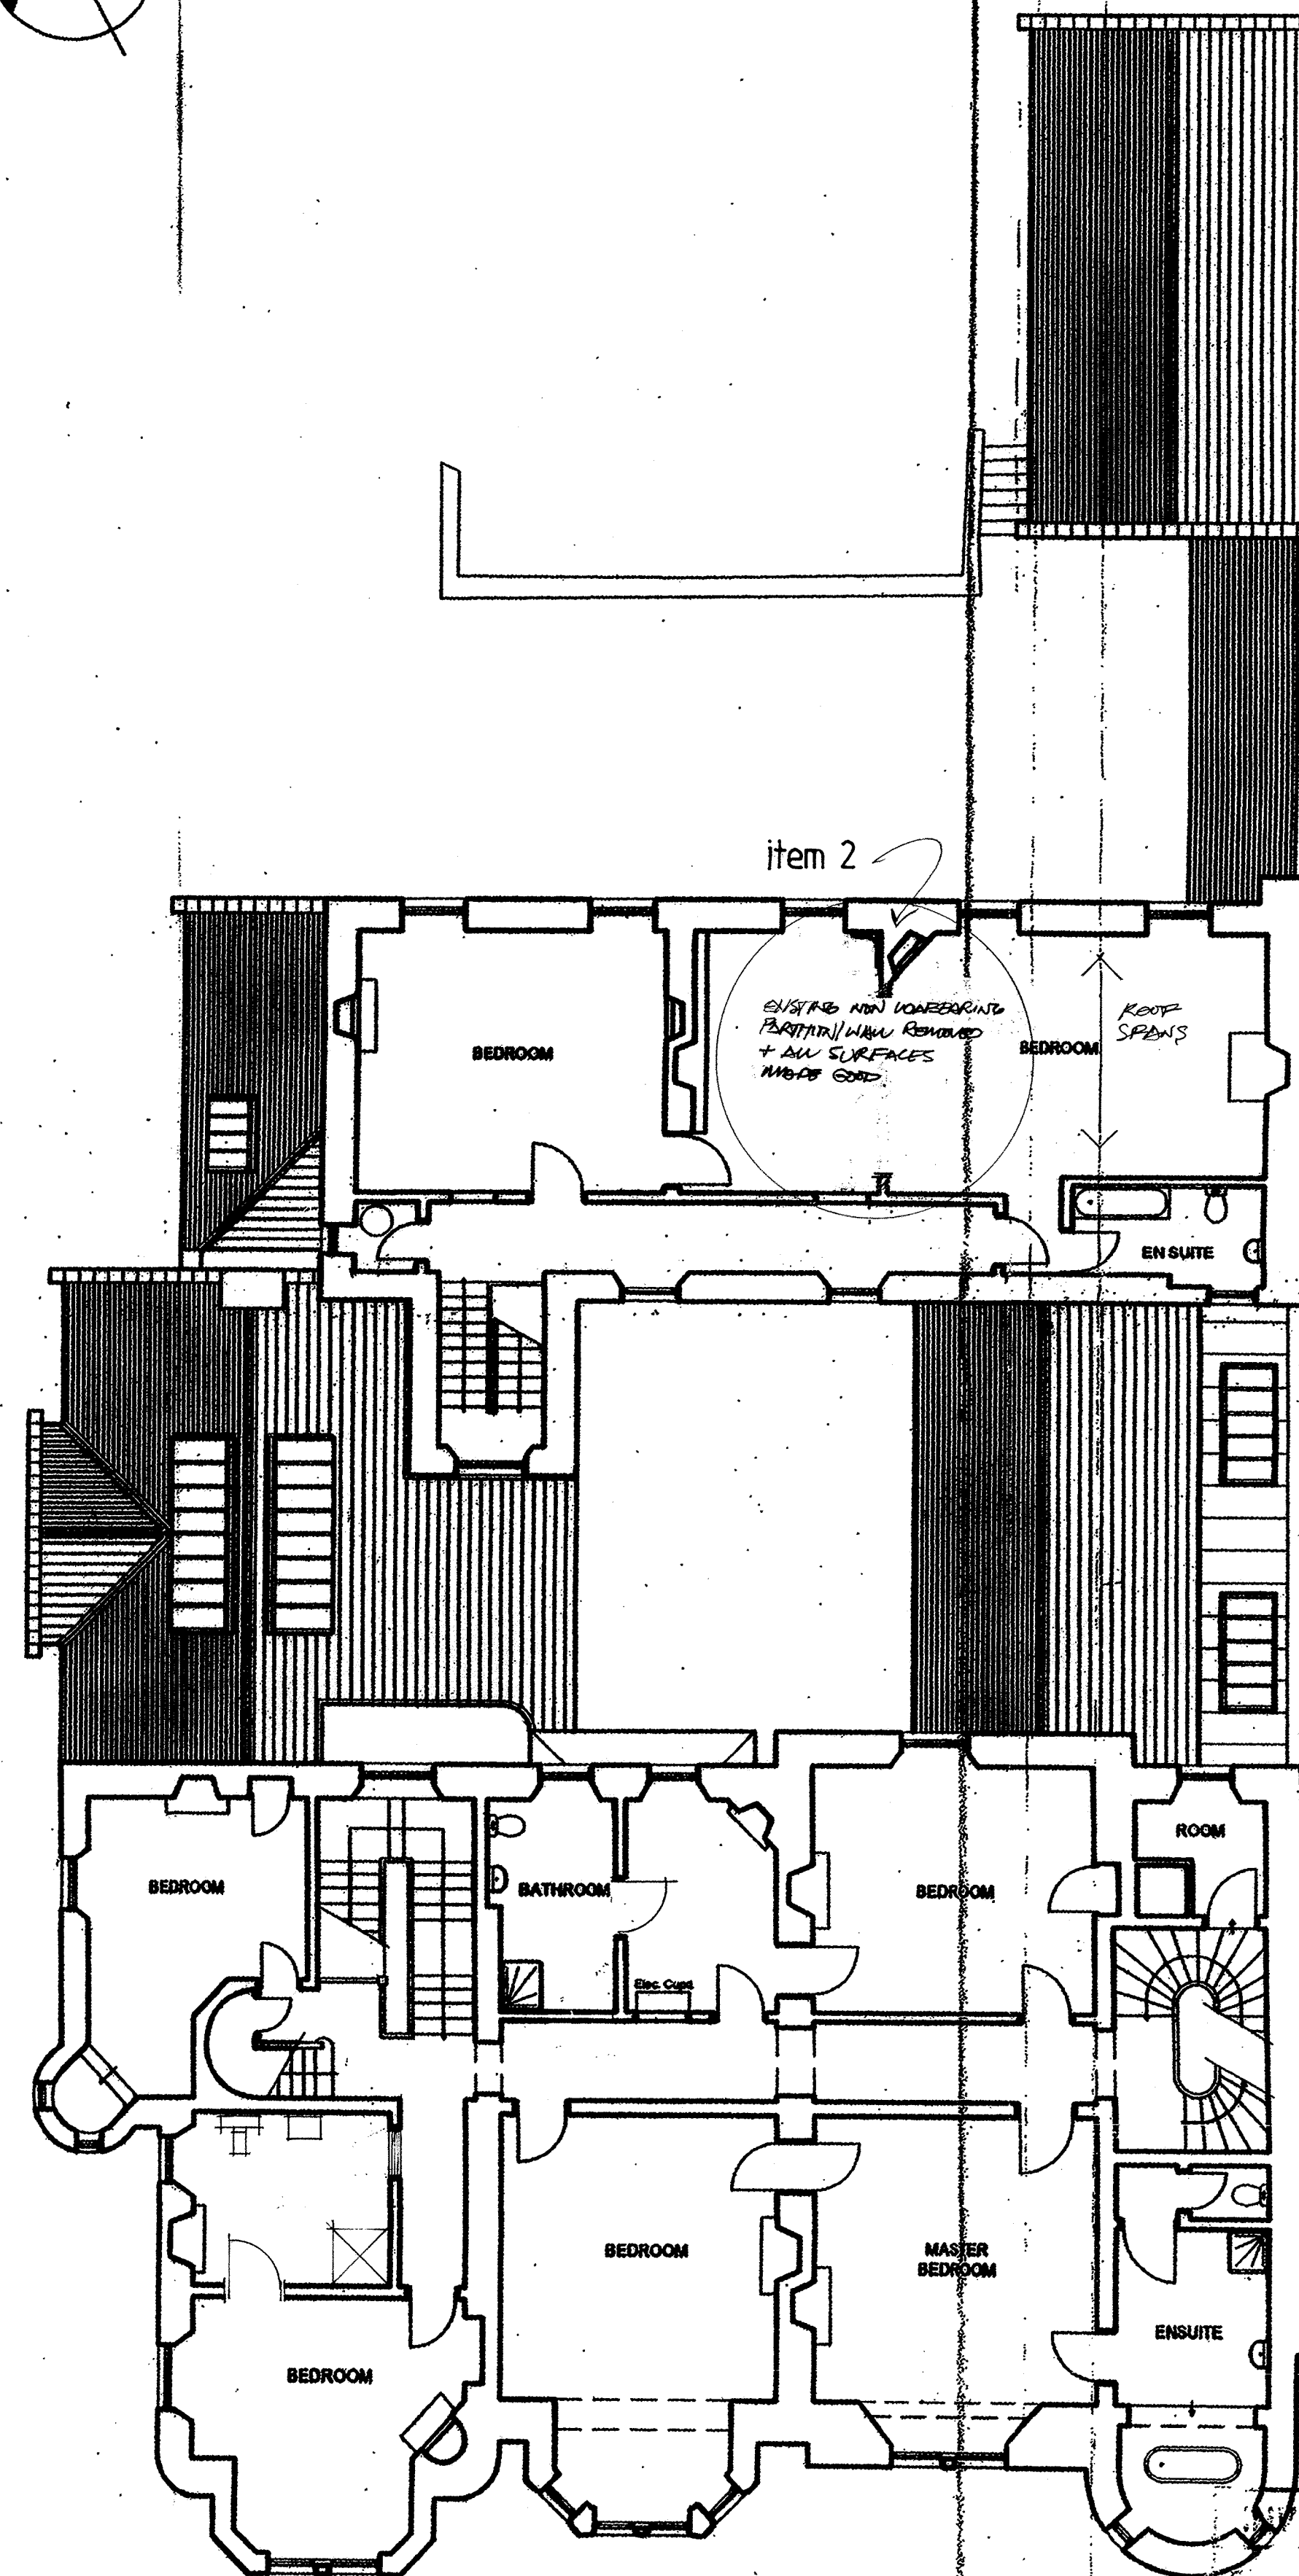 item 2
EXISTING NON LOADBEARING
PARTITION/WALL REMOVED
+ ALL SURFACES
MADE GOOD
ROOF
SPANS
BEDROOM
BEDROOM
EN SUITE
ROOM
BEDROOM
BATHROOM
BEDROOM
Elec. Cupd.
BEDROOM
MASTER
BEDROOM
ENSUITE
BEDROOM